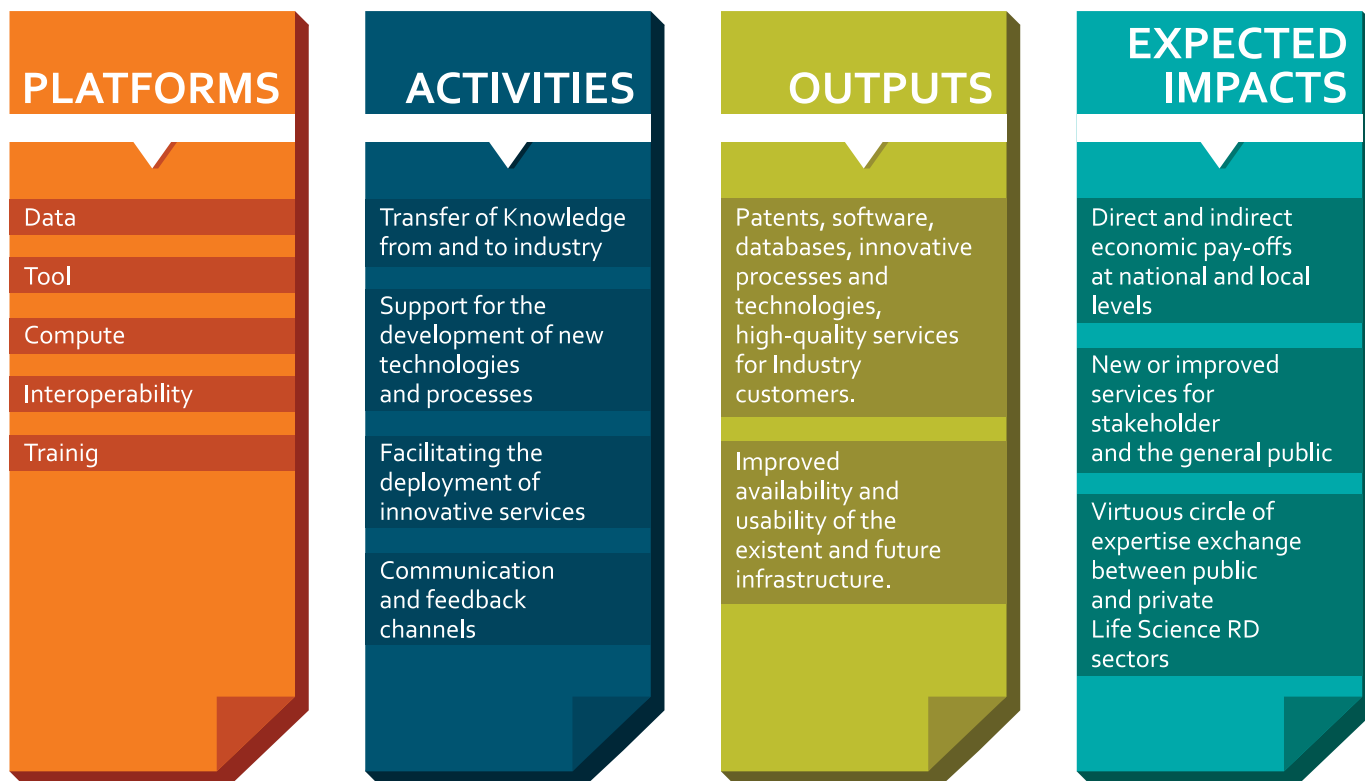 PLATFORMS
Data
Tool
Compute
Interoperability
Trainig
ACTIVITIES
Transfer of Knowledge
from and to industry
Support for the
development of new
technologies
and processes
Facilitating the
deployment of
innovative services
Communication
and feedback
channels
OUTPUTS
Patents, software,
databases, innovative
processes and
technologies,
high-quality services
for Industry
customers.
Improved
availability and
usability of the
existent and future
infrastructure.
EXPECTED
IMPACTS
Direct and indirect
economic pay-offs
at national and local
levels
New or improved
services for
stakeholder
and the general public
Virtuous circle of
expertise exchange
between public
and private
Life Science RD
sectors